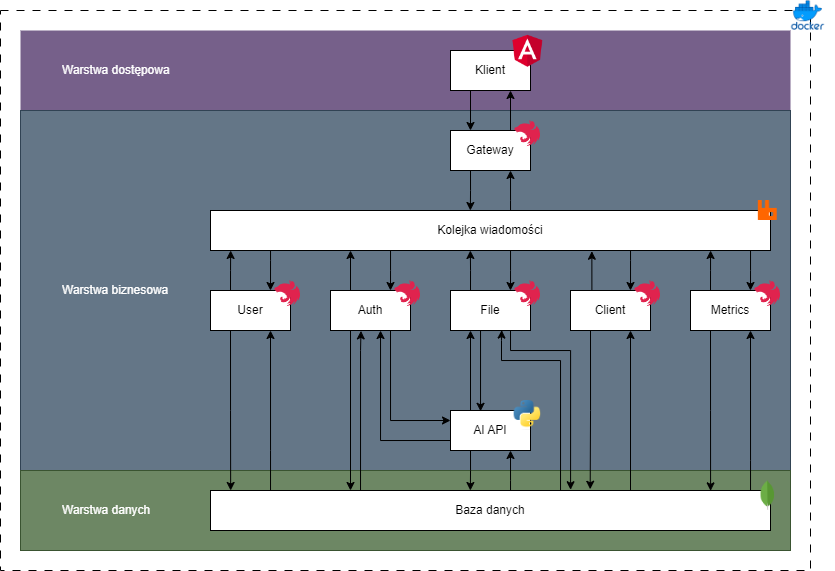 docker
Warstwa dostępowa
Klient
A
Gateway
Kolejka wiadomości
Warstwa biznesowa
User
Auth
File
Client
Metrics
AI API
Warstwa danych
Baza danych